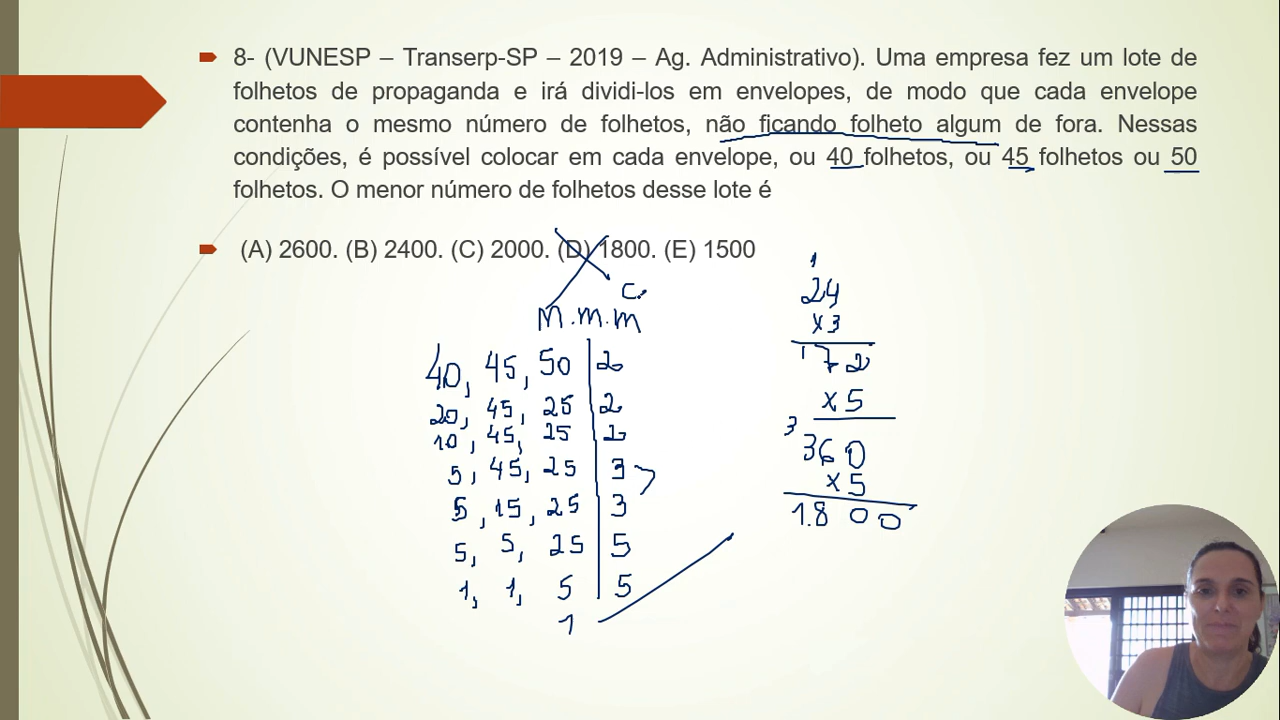 8- (VUNESP – Transerp-SP – 2019 – Ag. Administrativo). Uma empresa fez um lote de
folhetos de propaganda e irá dividi-los em envelopes, de modo que cada envelope
contenha o mesmo número de folhetos, não ficando folheto algum de fora. Nessas
condições, é possível colocar em cada envelope, ou 40 folhetos, ou 45 folhetos ou 50
folhetos. O menor número de folhetos desse lote é
(A) 2600. (B) 2400. (C) 2000. (D) 1800. (E) 1500
c.
m.m.m
40, 45, 50 | 2
20, 45, 25 | 2
10, 45, 25 | 2
5, 45, 25 | 3
5, 15, 25 | 3
5, 5, 25 | 5
1, 1, 5 | 5
1
1
24
x3
1 72
x5
3
360
x5
1.800